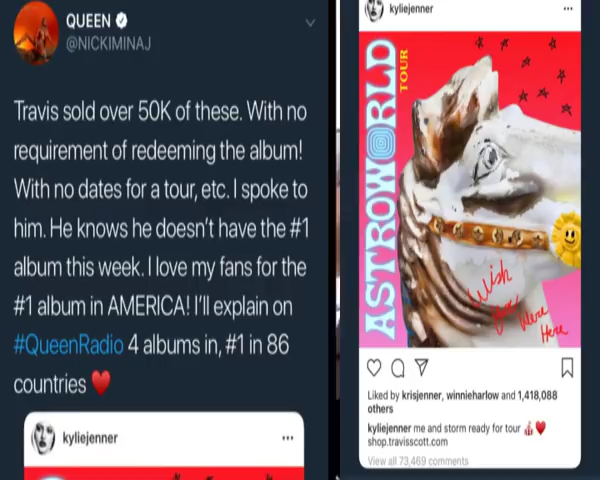 QUEEN
@NICKIMINAJ
Travis sold over 50K of these. With no
requirement of redeeming the album!
With no dates for a tour, etc. I spoke to
him. He knows he doesn't have the #1
album this week. I love my fans for the
#1 album in AMERICA! I'll explain on
#QueenRadio 4 albums in, #1 in 86
countries ❤️
kyliejenner
kyliejenner
ASTROWORLD
TOUR
Wish
You
Were
Here
Liked by krisjenner, winnieharlow and 1,418,088
others
kyliejenner me and storm ready for tour 🎪❤️
shop.travisscott.com
View all 73,469 comments